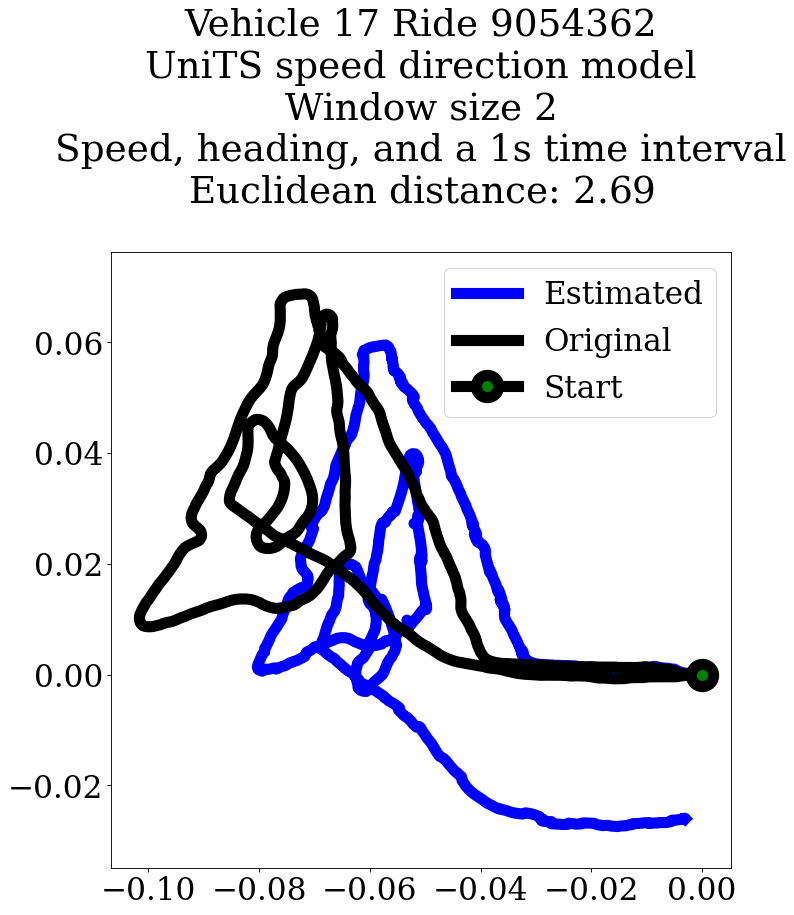 Vehicle 17 Ride 9054362
UniTS speed direction model
Window size 2
Speed, heading, and a 1s time interval
Euclidean distance: 2.69
Estimated
Original
Start
0.06
0.04
0.02
0.00
−0.02
−0.10 −0.08 −0.06 −0.04 −0.02 0.00